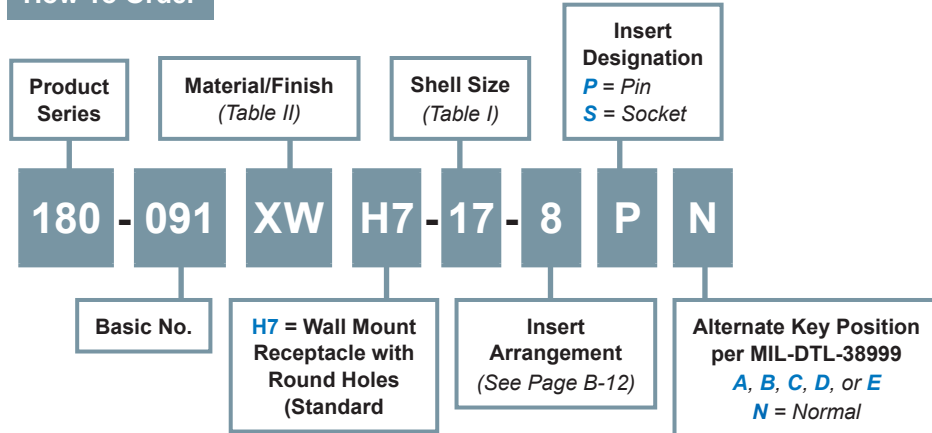 How To Order
Insert
Designation
P = Pin
S = Socket
Product
Series
Material/Finish
(Table II)
Shell Size
(Table I)
180 - 091 XW H7 - 17 - 8 P N
Basic No.
H7 = Wall Mount
Receptacle with
Round Holes
(Standard
Insert
Arrangement
(See Page B-12)
Alternate Key Position
per MIL-DTL-38999
A, B, C, D, or E
N = Normal